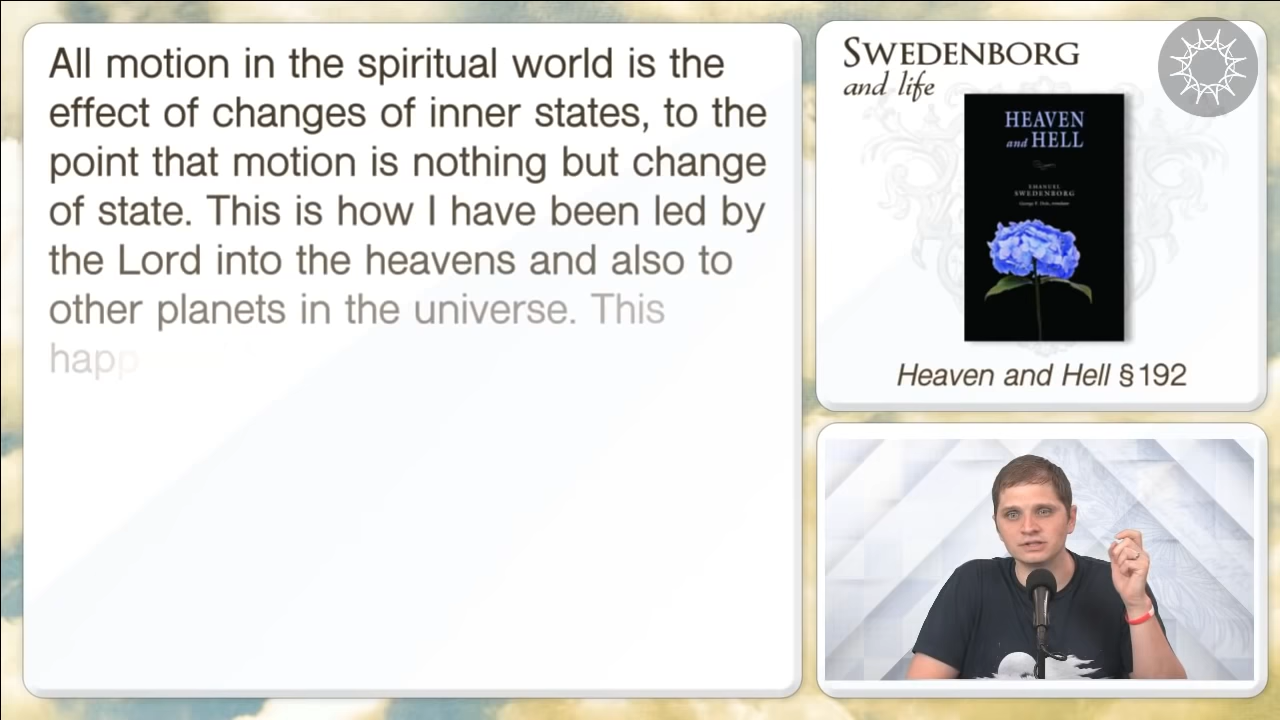 All motion in the spiritual world is the
effect of changes of inner states, to the
point that motion is nothing but change
of state. This is how I have been led by
the Lord into the heavens and also to
other planets in the universe. This
happ
SWEDENBORG
and life
HEAVEN
and HELL
EMANUEL
SWEDENBORG
Heaven and Hell § 192